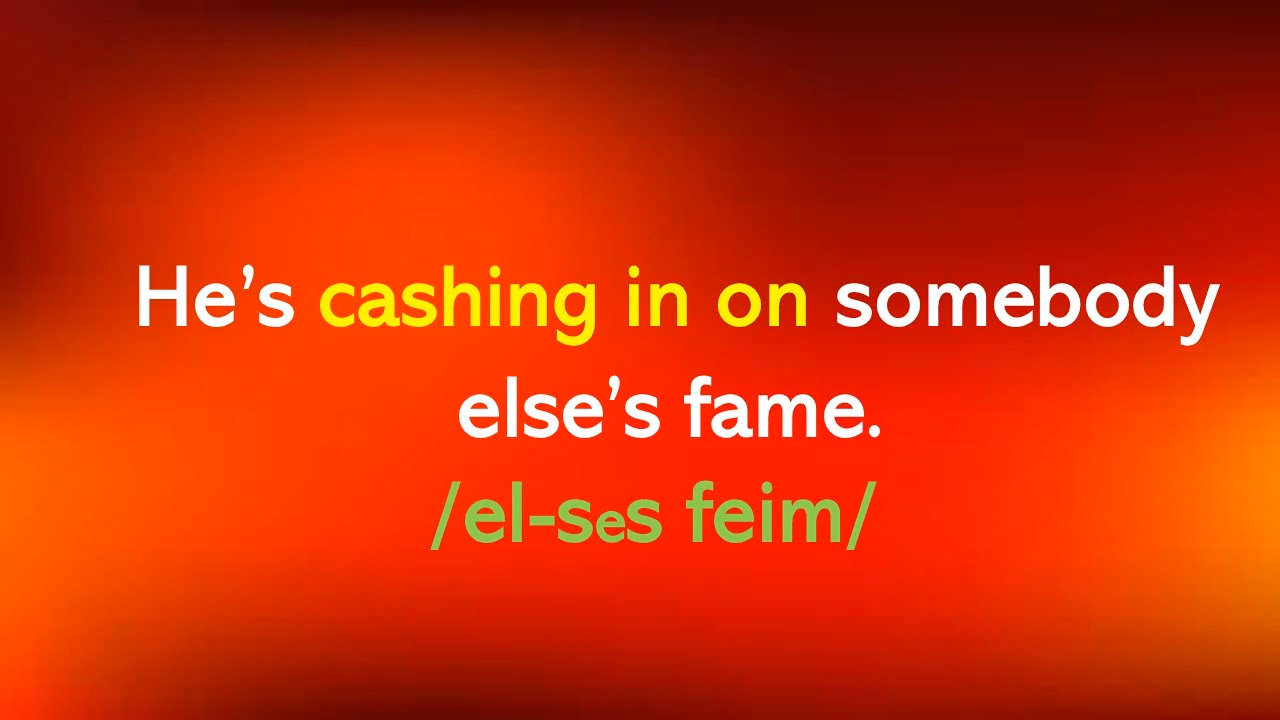 He’s cashing in on somebody
else’s fame.
/el-ses feim/